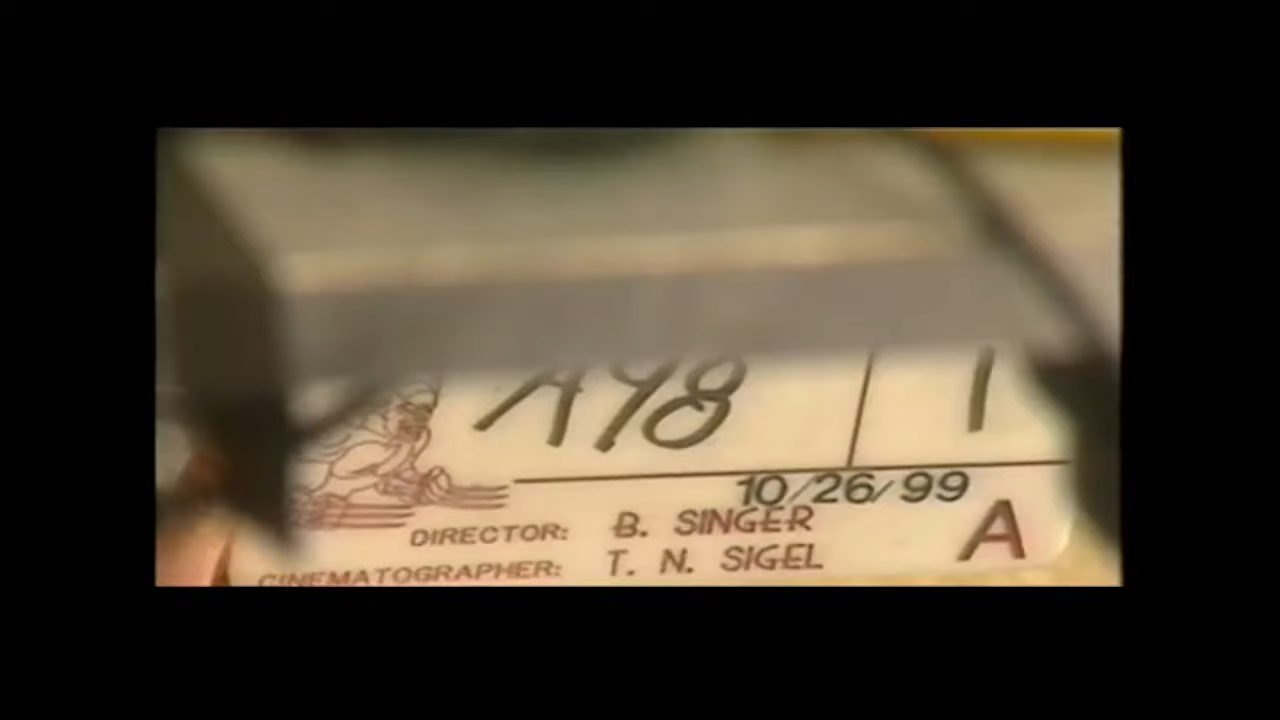 A98 1
10/26/99
DIRECTOR: B. SINGER A
CINEMATOGRAPHER: T. N. SIGEL